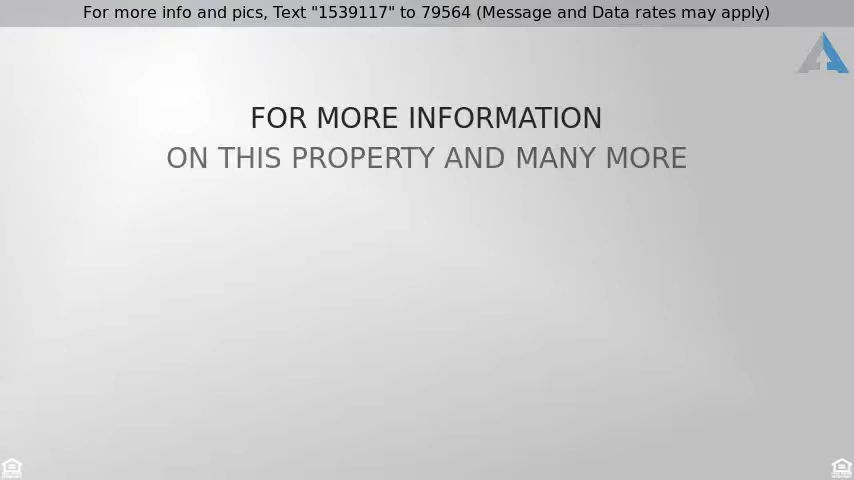 For more info and pics, Text "1539117" to 79564 (Message and Data rates may apply)
FOR MORE INFORMATION
ON THIS PROPERTY AND MANY MORE